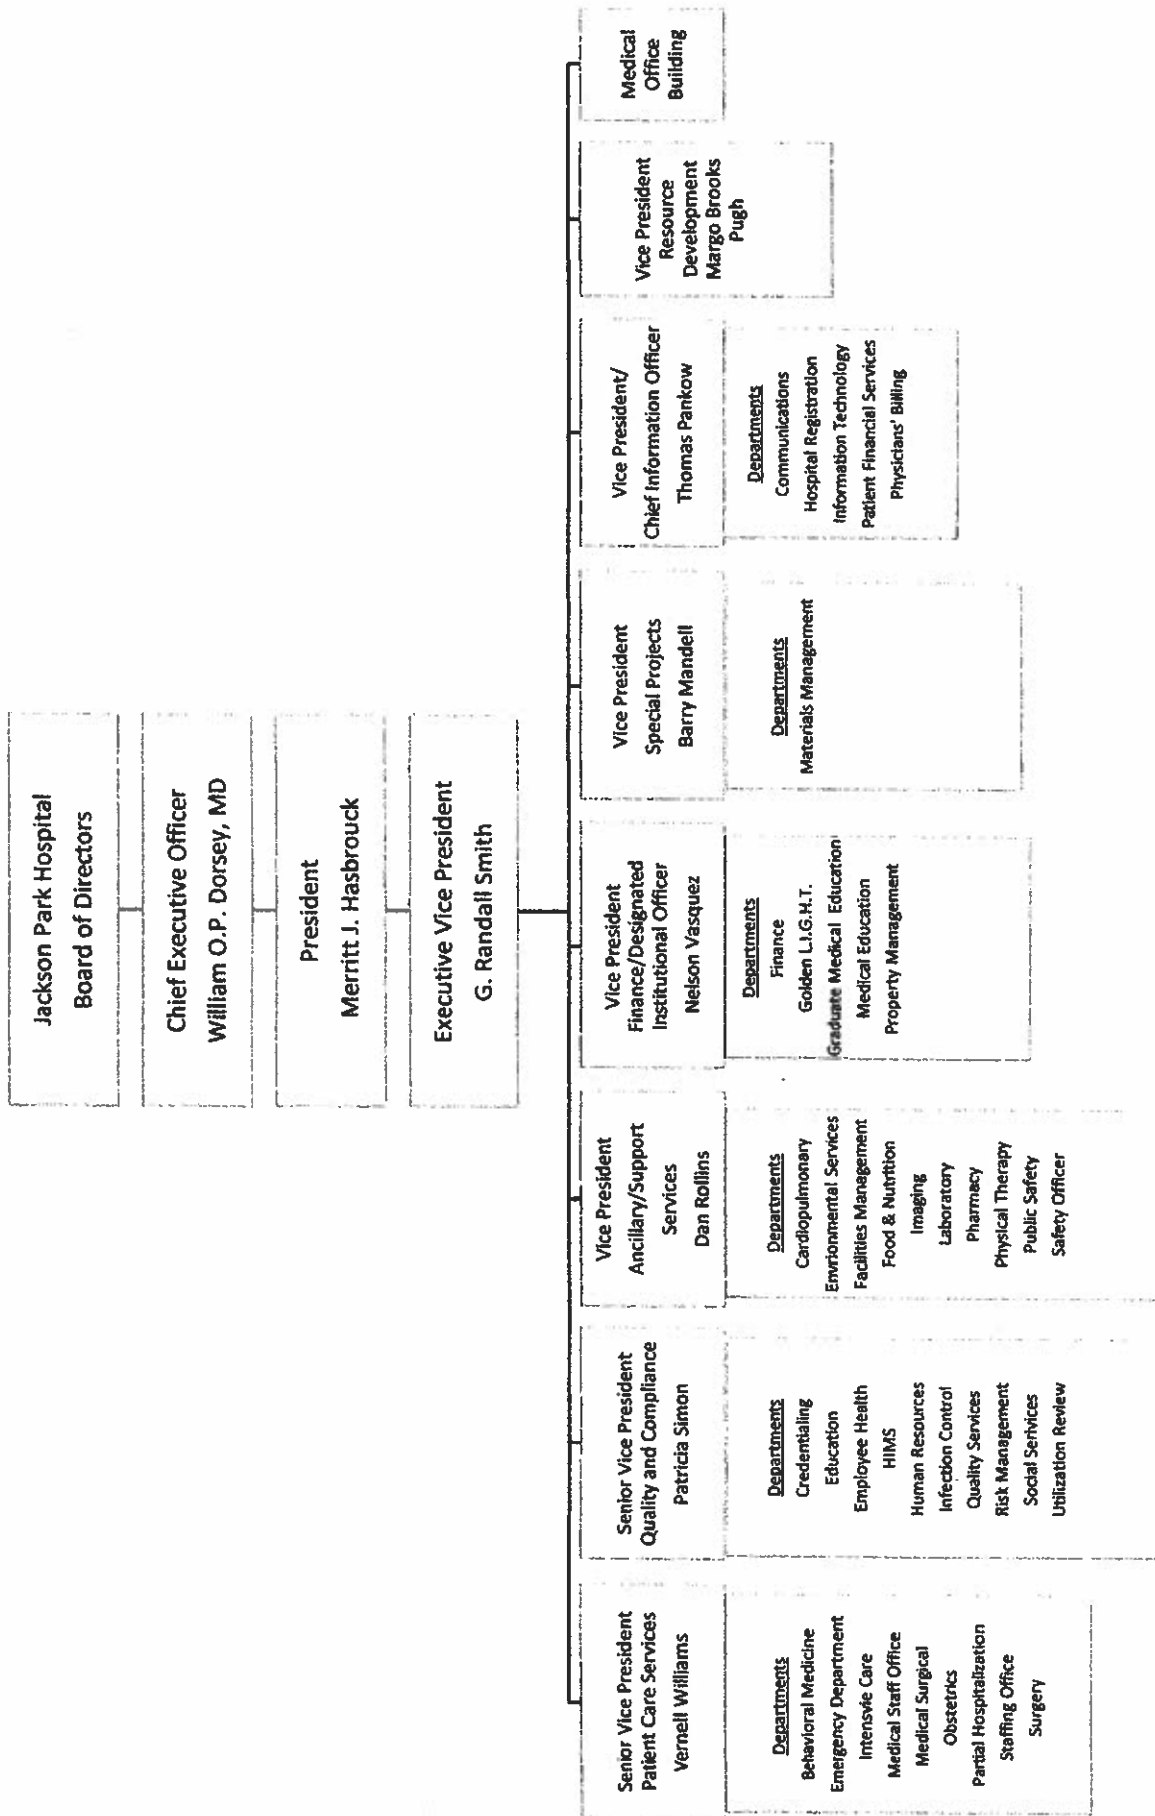 Jackson Park Hospital
Board of Directors
Chief Executive Officer
William O.P. Dorsey, MD
President
Merritt J. Hasbrouck
Executive Vice President
G. Randall Smith
Senior Vice President
Patient Care Services
Vernell Williams
Departments
Behavioral Medicine
Emergency Department
Intensvie Care
Medical Staff Office
Medical Surgical
Obstetrics
Partial Hospitalization
Staffing Office
Surgery
Senior Vice President
Quality and Compliance
Patricia Simon
Departments
Credentialing
Education
Employee Health
HIMS
Human Resources
Infection Control
Quality Services
Risk Management
Social Serivices
Utilization Review
Vice President
Ancillary/Support
Services
Dan Rollins
Departments
Cardiopulmonary
Envrionmental Services
Facilities Management
Food & Nutrition
Imaging
Laboratory
Pharmacy
Physical Therapy
Public Safety
Safety Officer
Vice President
Finance/Designated
Institutional Officer
Nelson Vasquez
Departments
Finance
Golden L.I.G.H.T.
Graduate Medical Education
Medical Education
Property Management
Vice President
Special Projects
Barry Mandell
Departments
Materials Management
Vice President/
Chief Information Officer
Thomas Pankow
Departments
Communications
Hospital Registration
Information Technology
Patient Financial Services
Physicians' Billing
Vice President
Resource
Development
Margo Brooks
Pugh
Medical
Office
Building